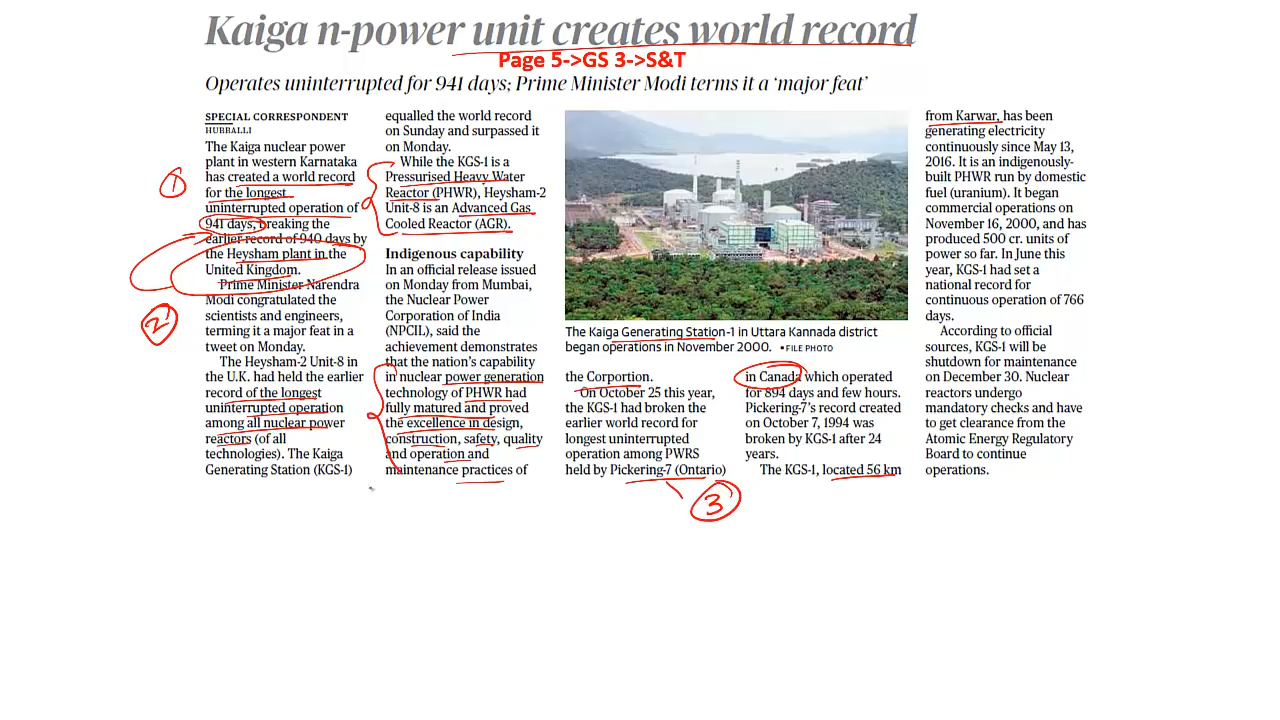 Kaiga n-power unit creates world record
Page 5->GS 3->S&T
Operates uninterrupted for 941 days; Prime Minister Modi terms it a ‘major feat’
SPECIAL CORRESPONDENT
HUBBALLI
The Kaiga nuclear power
plant in western Karnataka
has created a world record
for the longest
uninterrupted operation of
941 days, breaking the
earlier record of 940 days by
the Heysham plant in the
United Kingdom.
Prime Minister Narendra
Modi congratulated the
scientists and engineers,
terming it a major feat in a
tweet on Monday.
The Heysham-2 Unit-8 in
the U.K. had held the earlier
record of the longest
uninterrupted operation
among all nuclear power
reactors (of all
technologies). The Kaiga
Generating Station (KGS-1)
1
2
equalled the world record
on Sunday and surpassed it
on Monday.
While the KGS-1 is a
Pressurised Heavy Water
Reactor (PHWR), Heysham-2
Unit-8 is an Advanced Gas
Cooled Reactor (AGR).
Indigenous capability
In an official release issued
on Monday from Mumbai,
the Nuclear Power
Corporation of India
(NPCIL), said the
achievement demonstrates
that the nation's capability
in nuclear power generation
technology of PHWR had
fully matured and proved
the excellence in design,
construction, safety, quality
and operation and
maintenance practices of
The Kaiga Generating Station-1 in Uttara Kannada district
began operations in November 2000. •FILE PHOTO
the Corportion.
On October 25 this year,
the KGS-1 had broken the
earlier world record for
longest uninterrupted
operation among PWRS
held by Pickering-7 (Ontario)
3
in Canada which operated
for 894 days and few hours.
Pickering-7's record created
on October 7, 1994 was
broken by KGS-1 after 24
years.
The KGS-1, located 56 km
from Karwar, has been
generating electricity
continuously since May 13,
2016. It is an indigenously-
built PHWR run by domestic
fuel (uranium). It began
commercial operations on
November 16, 2000, and has
produced 500 cr. units of
power so far. In June this
year, KGS-1 had set a
national record for
continuous operation of 766
days.
According to official
sources, KGS-1 will be
shutdown for maintenance
on December 30. Nuclear
reactors undergo
mandatory checks and have
to get clearance from the
Atomic Energy Regulatory
Board to continue
operations.